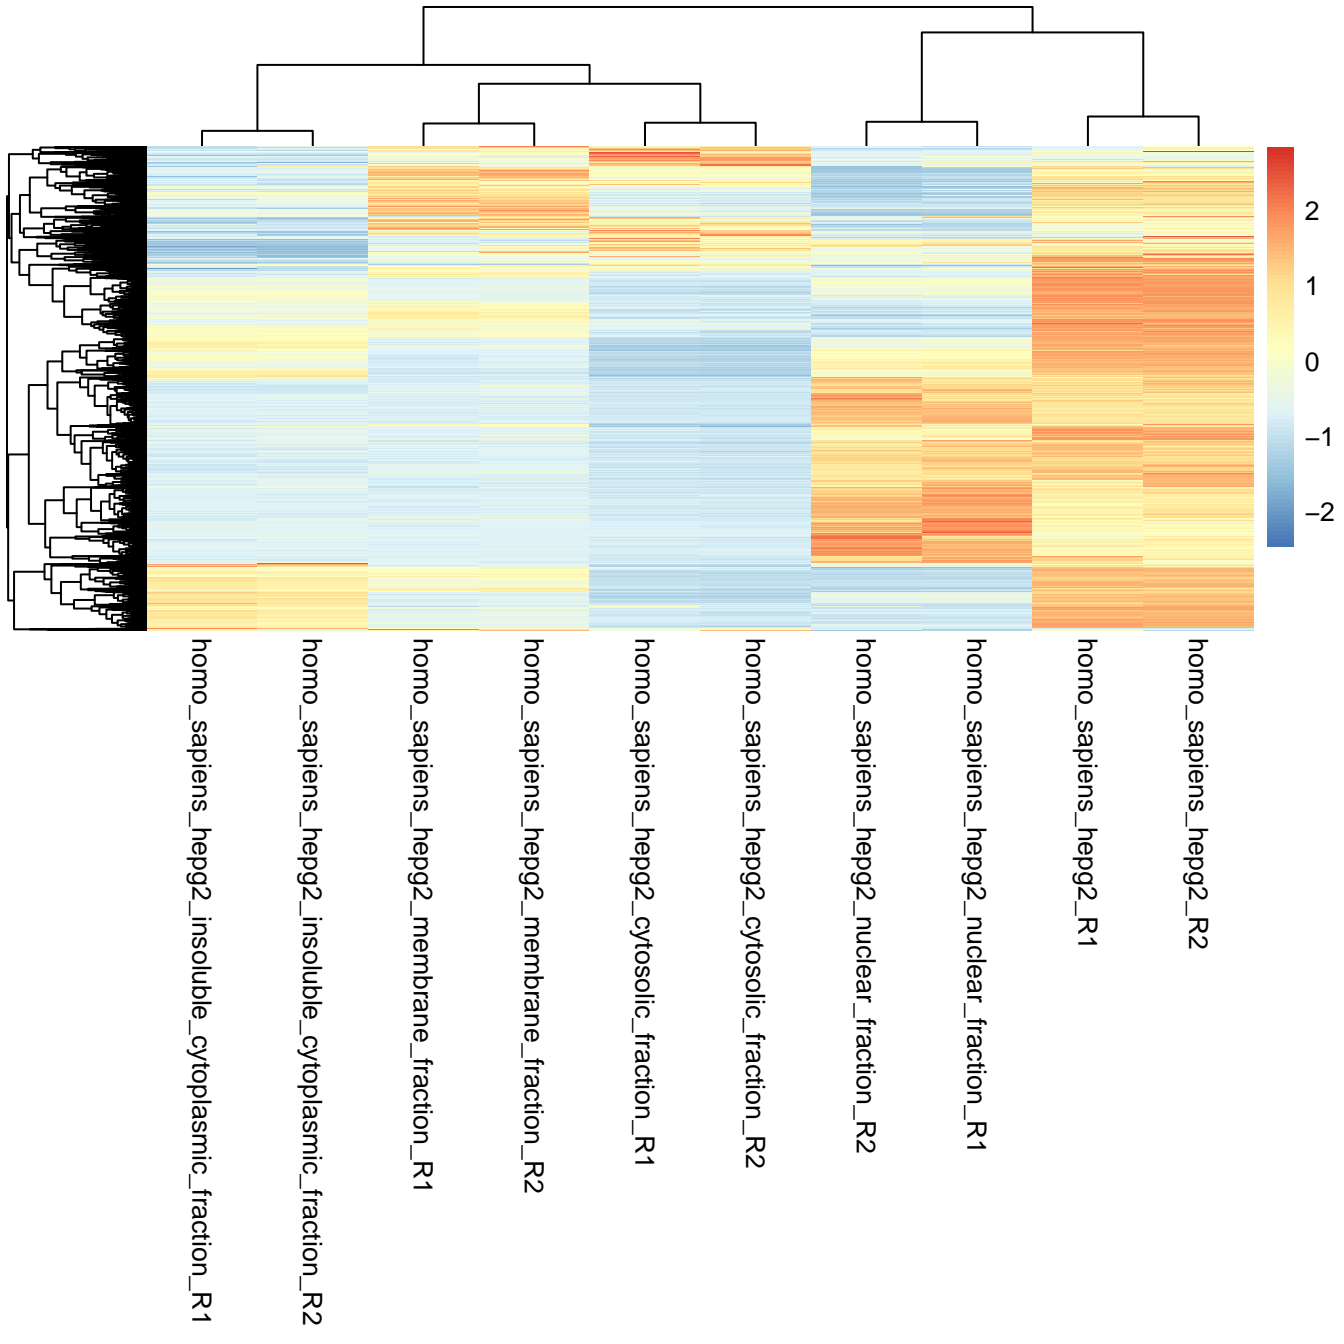 2
1
0
−1
−2
homo_sapiens_hepg2_insoluble_cytoplasmic_fraction_R1
homo_sapiens_hepg2_insoluble_cytoplasmic_fraction_R2
homo_sapiens_hepg2_membrane_fraction_R1
homo_sapiens_hepg2_membrane_fraction_R2
homo_sapiens_hepg2_cytosolic_fraction_R1
homo_sapiens_hepg2_cytosolic_fraction_R2
homo_sapiens_hepg2_nuclear_fraction_R2
homo_sapiens_hepg2_nuclear_fraction_R1
homo_sapiens_hepg2_R1
homo_sapiens_hepg2_R2